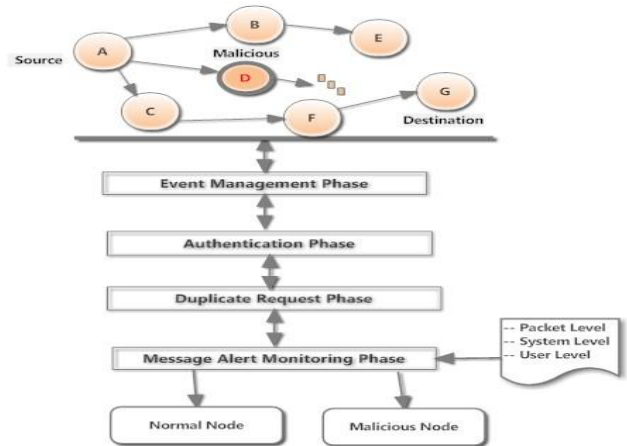 B
E
A
Malicious
Source
D
G
C
F
Destination
Event Management Phase
Authentication Phase
Duplicate Request Phase
-- Packet Level
-- System Level
-- User Level
Message Alert Monitoring Phase
Normal Node
Malicious Node